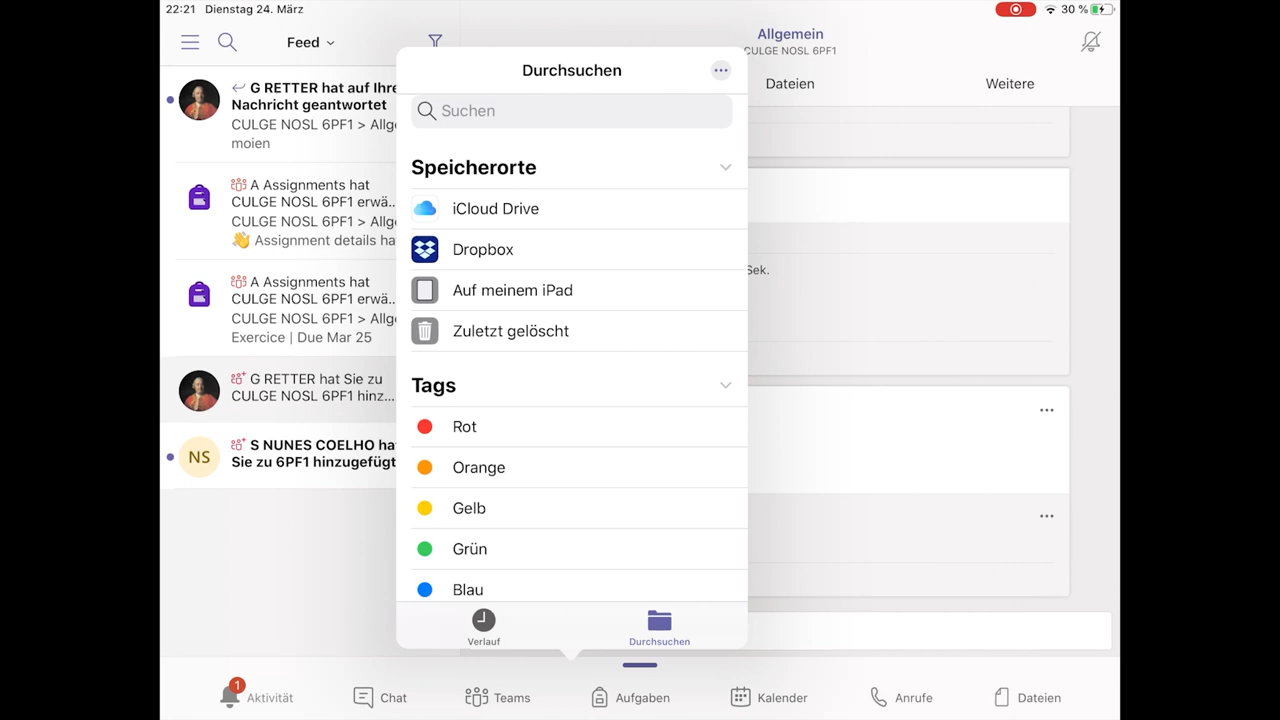 22:21 Dienstag 24. März
30 %
Feed
Allgemein
CULGE NOSL 6PF1
Dateien
Weitere
G RETTER hat auf Ihre
Nachricht geantwortet
CULGE NOSL 6PF1 > Allge
moien
A Assignments hat
CULGE NOSL 6PF1 erwä...
CULGE NOSL 6PF1 > Allge
👋 Assignment details ha
A Assignments hat
CULGE NOSL 6PF1 erwä...
CULGE NOSL 6PF1 > Allge
Exercice | Due Mar 25
G RETTER hat Sie zu
CULGE NOSL 6PF1 hinz...
NS
S NUNES COELHO ha
Sie zu 6PF1 hinzugefügt
Durchsuchen
Suchen
Speicherorte
iCloud Drive
Dropbox
Auf meinem iPad
Zuletzt gelöscht
Tags
Rot
Orange
Gelb
Grün
Blau
Verlauf
Durchsuchen
Sek.
1
Aktivität
Chat
Teams
Aufgaben
Kalender
Anrufe
Dateien